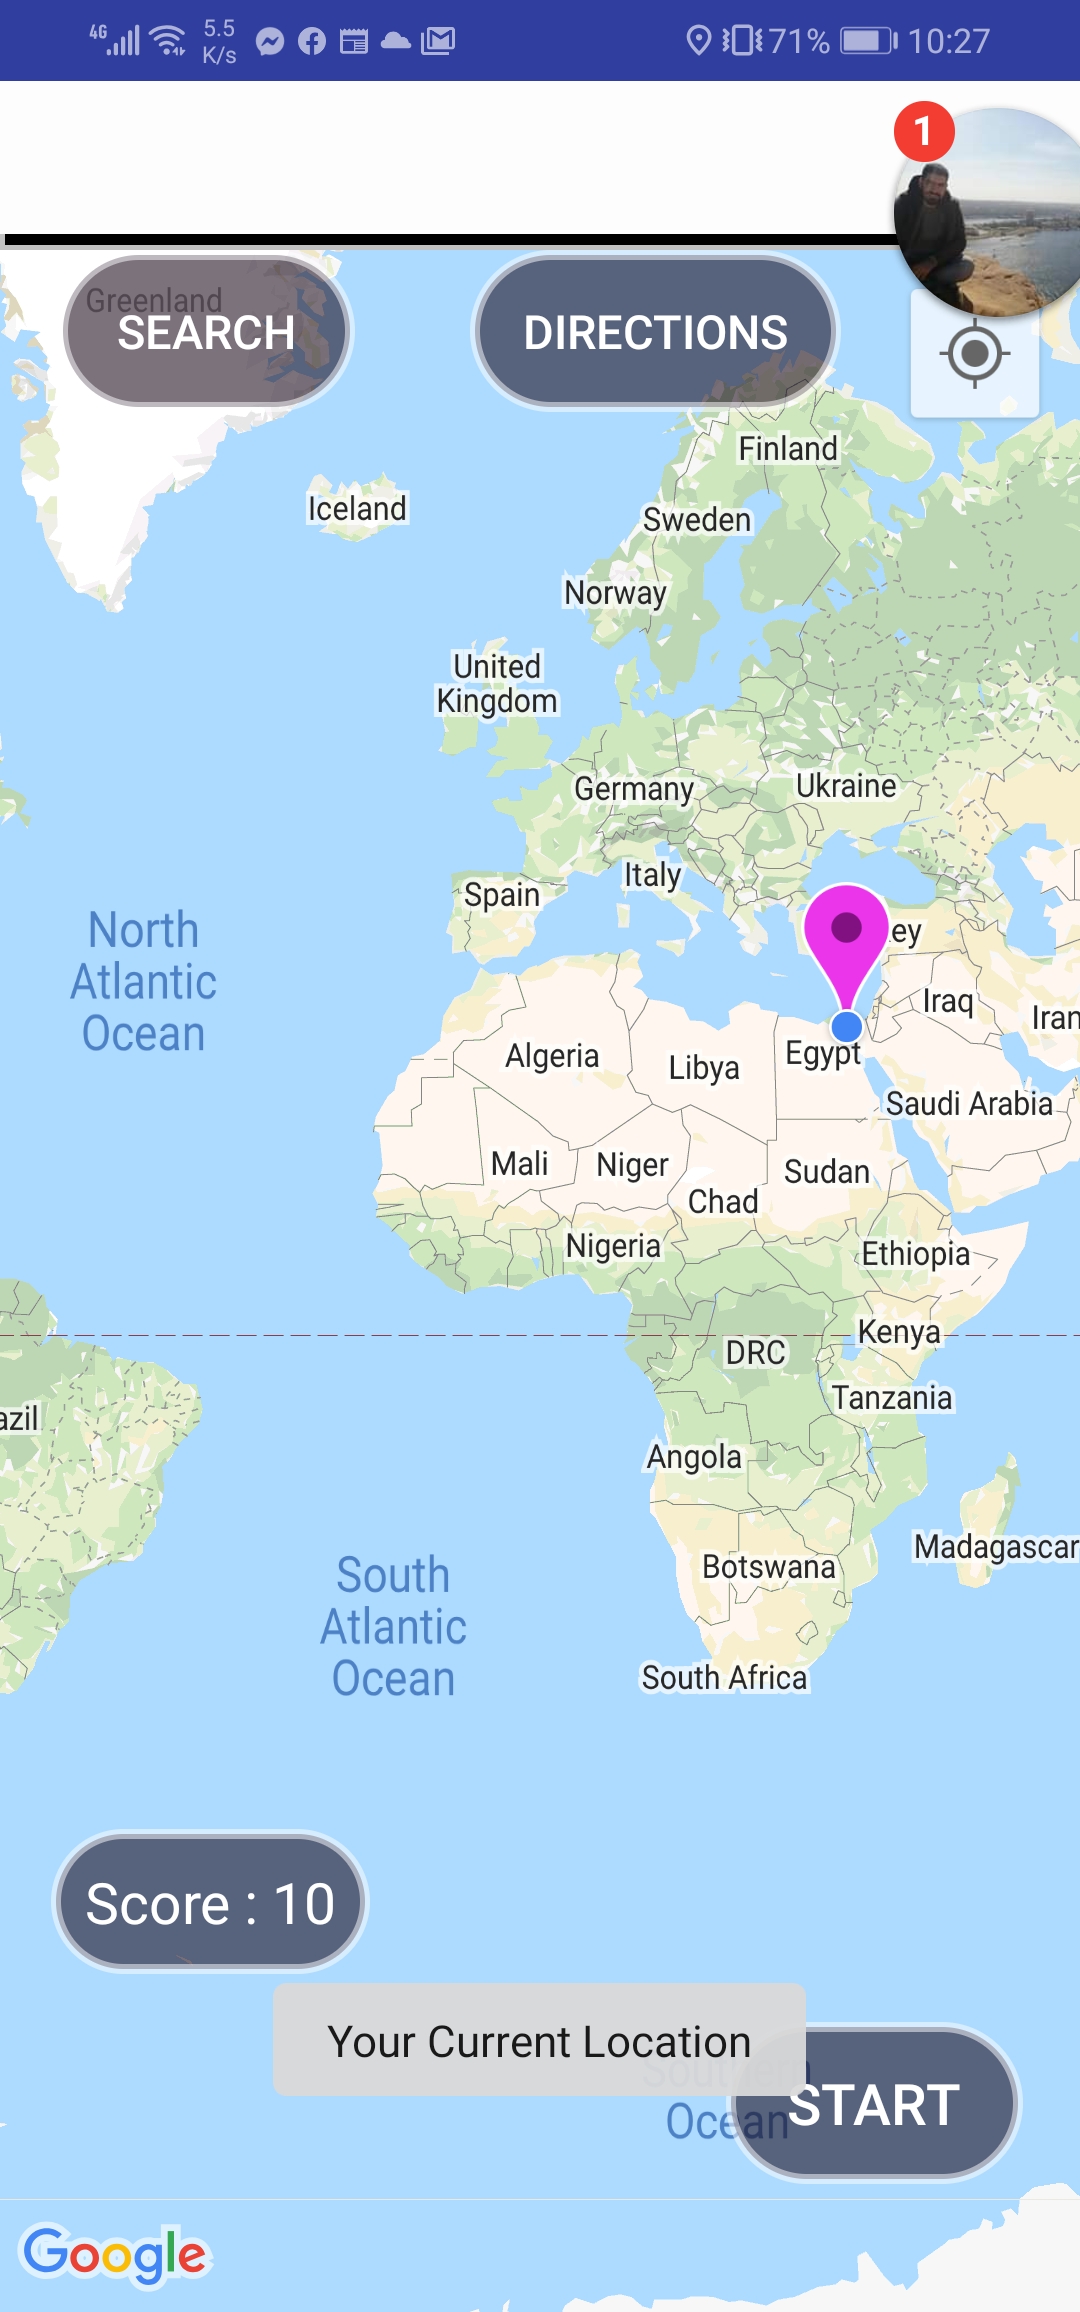 4G 5.5 K/s 71% 10:27
1
Greenland
SEARCH
DIRECTIONS
Finland
Iceland
Sweden
Norway
United
Kingdom
Germany
Ukraine
Italy
Spain
North
Atlantic
Ocean
ey
Iraq
Iran
Egypt
Algeria
Libya
Saudi Arabia
Mali
Niger
Sudan
Chad
Nigeria
Ethiopia
Kenya
DRC
Tanzania
azil
Angola
Madagascar
Botswana
South
Atlantic
Ocean
South Africa
Score : 10
Your Current Location
Southern
Ocean
START
Google